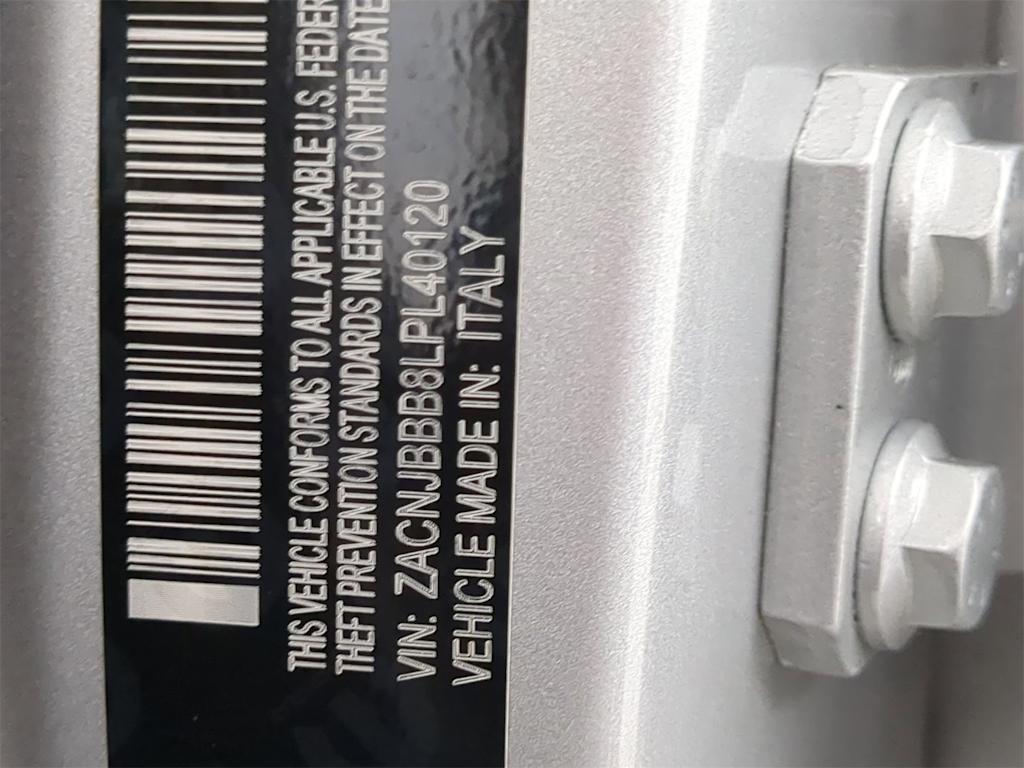 THIS VEHICLE CONFORMS TO ALL APPLICABLE U.S. FEDER
THEFT PREVENTION STANDARDS IN EFFECT ON THE DATE
VIN: ZACNJBBB8LPL40120
VEHICLE MADE IN: ITALY